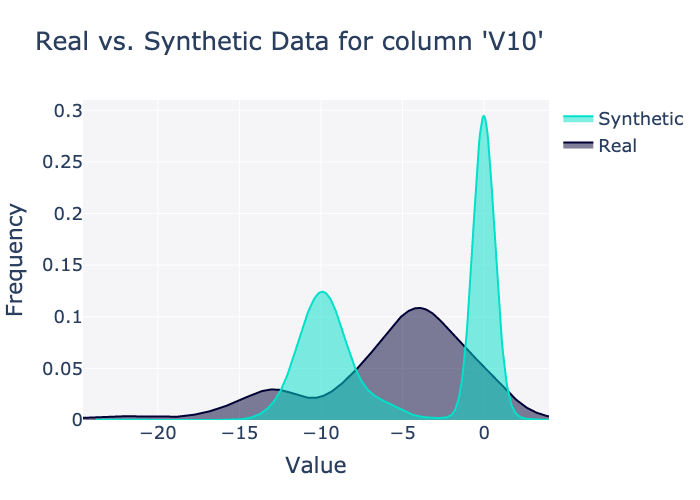 Real vs. Synthetic Data for column 'V10'
Synthetic
Real
Frequency
0.3
0.25
0.2
0.15
0.1
0.05
0
−20
−15
−10
−5
0
Value